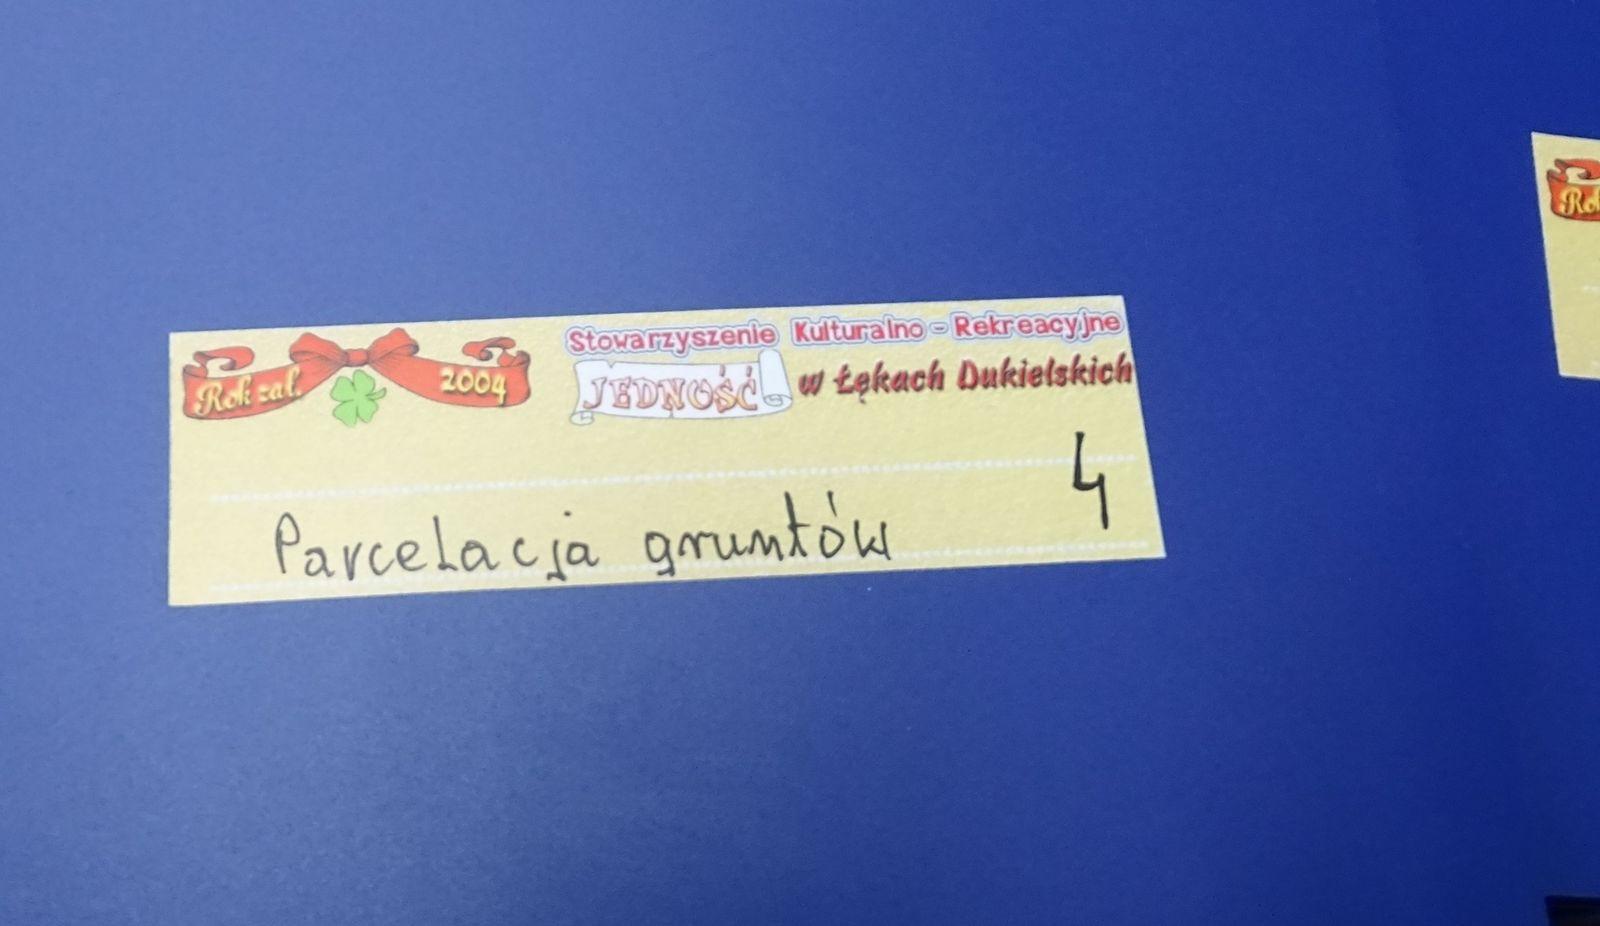 Rok zał. 2004
Stowarzyszenie Kulturalno - Rekreacyjne
JEDNOŚĆ w Łękach Dukielskich
4
Parcelacja gruntów